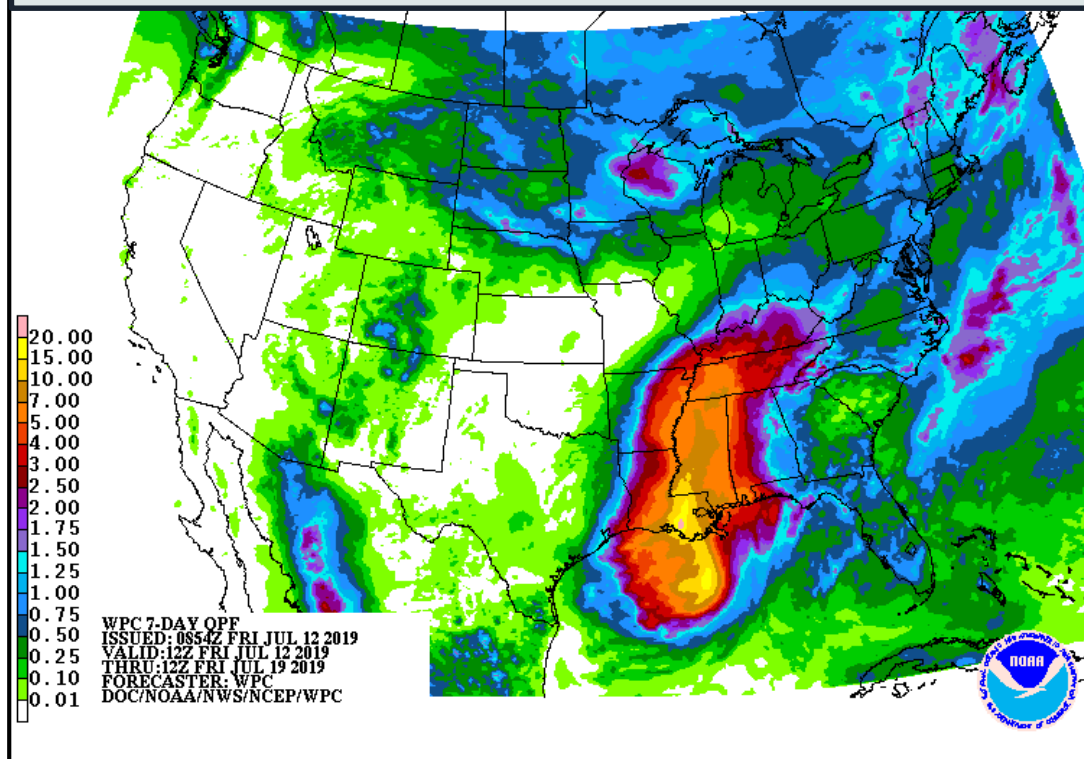 20.00
15.00
10.00
7.00
5.00
4.00
3.00
2.50
2.00
1.75
1.50
1.25
1.00
0.75
0.50
0.25
0.10
0.01
WPC 7-DAY QPF
ISSUED: 0854Z FRI JUL 12 2019
VALID:12Z FRI JUL 12 2019
THRU:12Z FRI JUL 19 2019
FORECASTER: WPC
DOC/NOAA/NWS/NCEP/WPC
NOAA